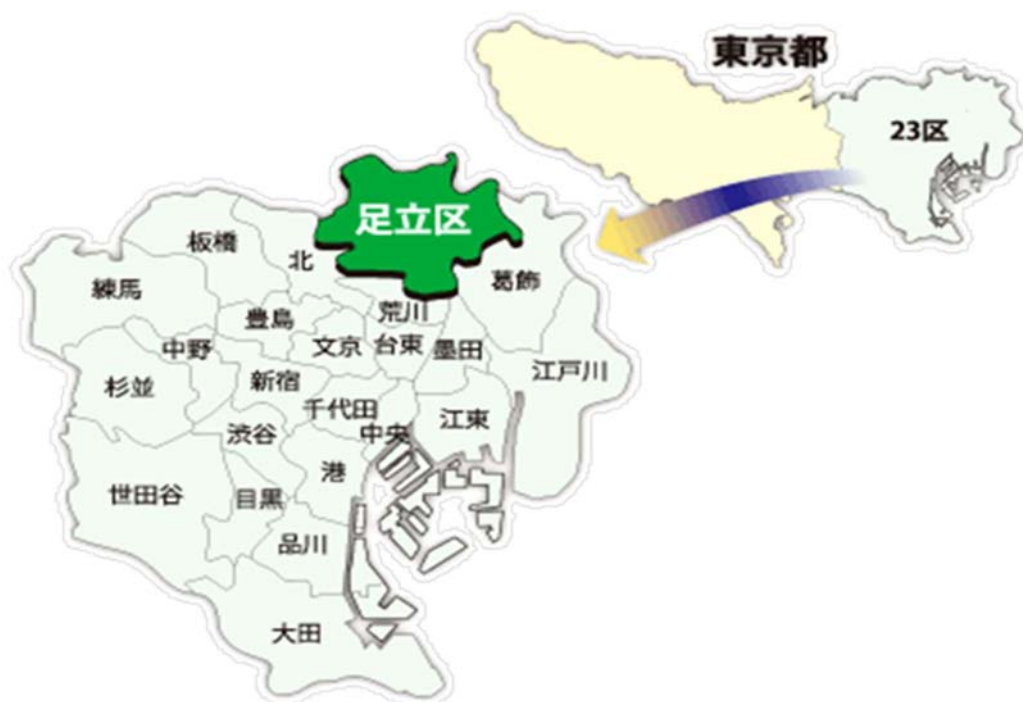 東京都
23区
足立区
板橋
北
葛飾
練馬
荒川
豊島
文京
台東
墨田
中野
江戸川
杉並
新宿
千代田
江東
渋谷
中央
港
世田谷
目黒
品川
大田